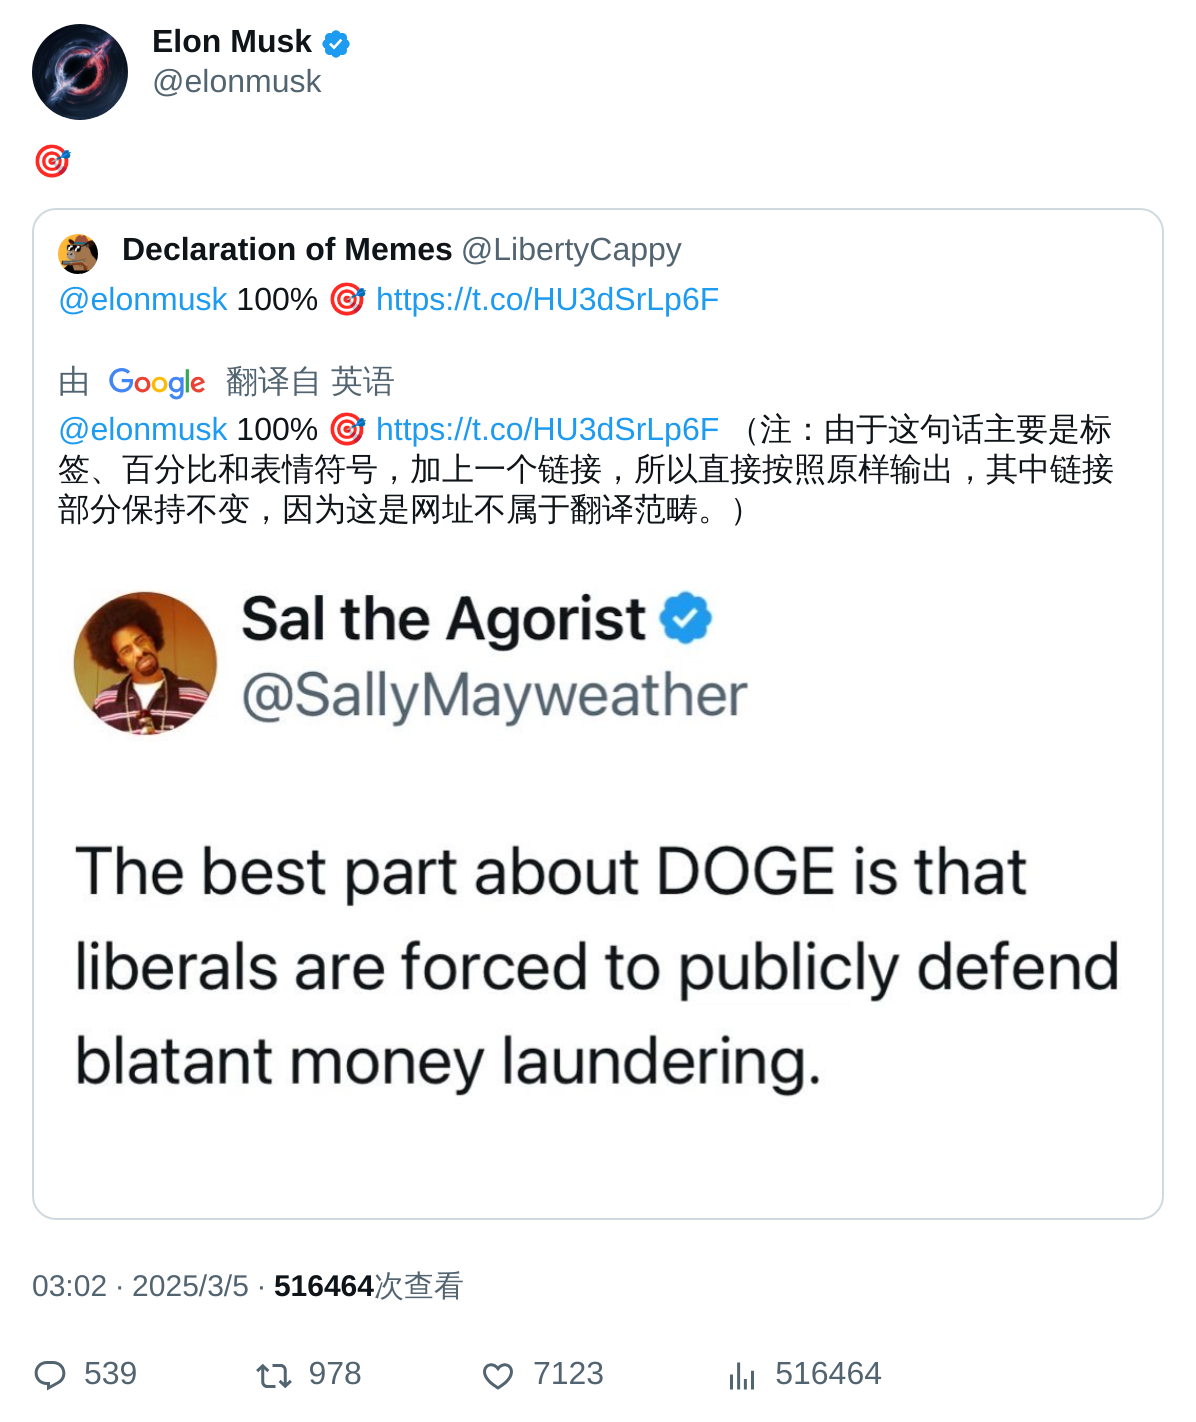 Elon Musk
@elonmusk
🎯
Declaration of Memes @LibertyCappy
@elonmusk 100% 🎯 https://t.co/HU3dSrLp6F
由 Google 翻译自 英语
@elonmusk 100% 🎯 https://t.co/HU3dSrLp6F （注：由于这句话主要是标
签、百分比和表情符号，加上一个链接，所以直接按照原样输出，其中链接
部分保持不变，因为这是网址不属于翻译范畴。）
Sal the Agorist
@SallyMayweather
The best part about DOGE is that
liberals are forced to publicly defend
blatant money laundering.
03:02 · 2025/3/5 · 516464次查看
539 978 7123 516464